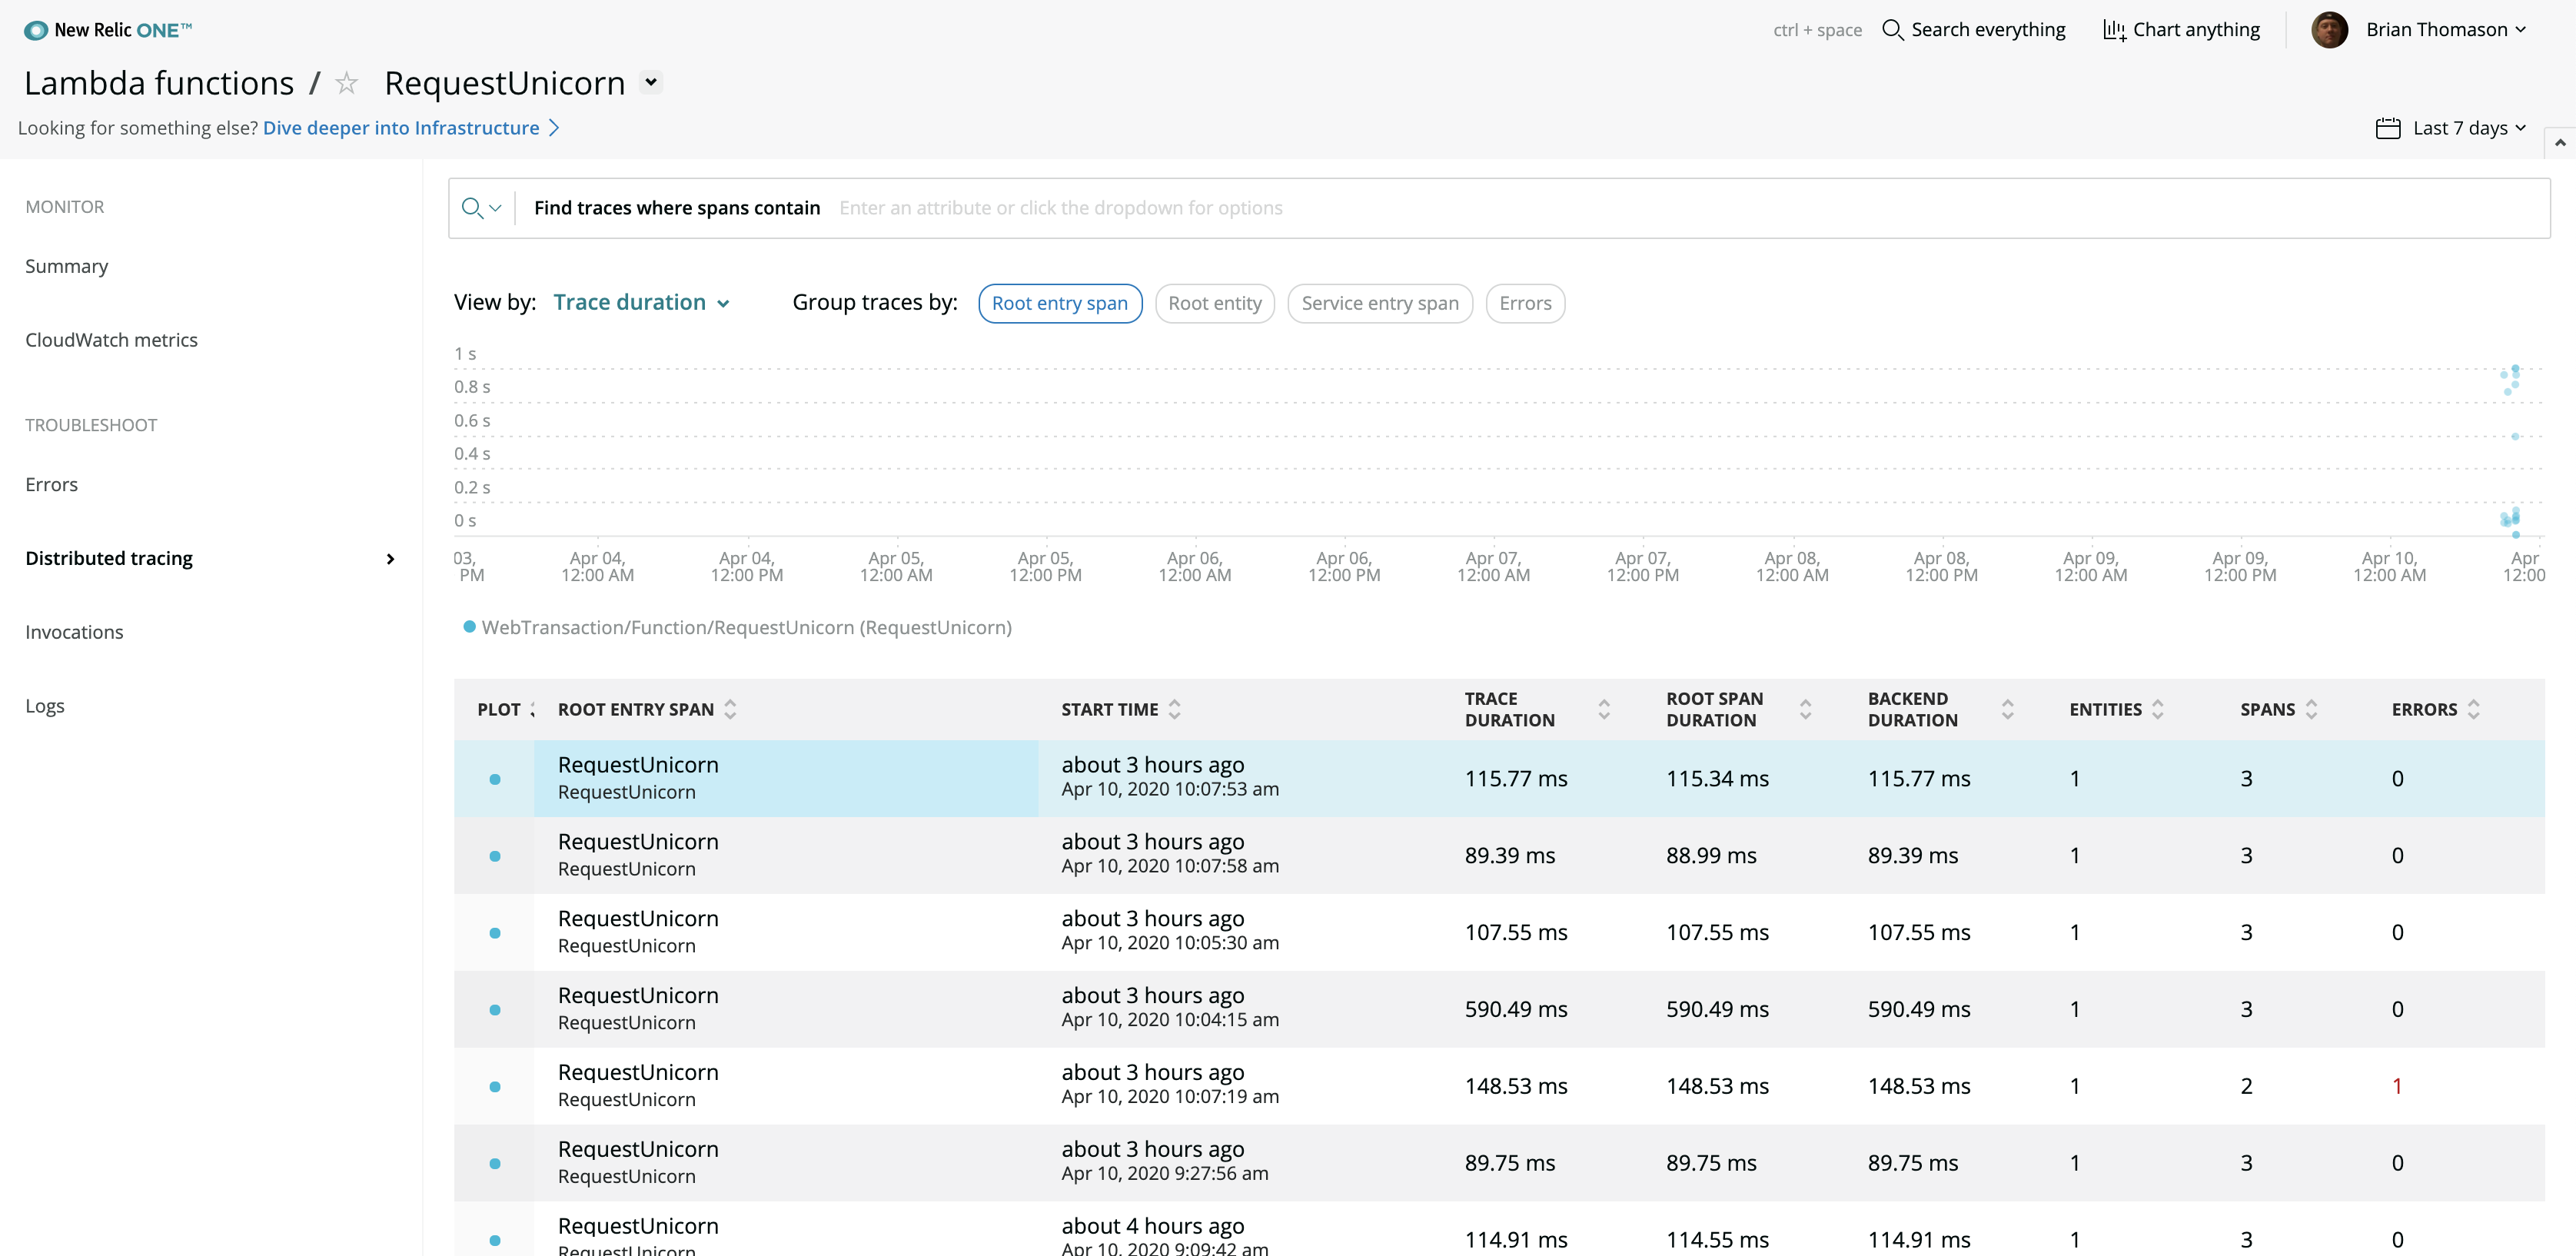 New Relic ONE™
ctrl + space Search everything Chart anything Brian Thomason
Lambda functions / RequestUnicorn
Looking for something else? Dive deeper into Infrastructure
Last 7 days
MONITOR
Summary
CloudWatch metrics
TROUBLESHOOT
Errors
Distributed tracing
Invocations
Logs
Find traces where spans contain Enter an attribute or click the dropdown for options
View by: Trace duration Group traces by: Root entry span Root entity Service entry span Errors
1 s
0.8 s
0.6 s
0.4 s
0.2 s
0 s
03, Apr 04, Apr 04, Apr 05, Apr 05, Apr 06, Apr 06, Apr 07, Apr 07, Apr 08, Apr 08, Apr 09, Apr 09, Apr 10, Apr
PM 12:00 AM 12:00 PM 12:00 AM 12:00 PM 12:00 AM 12:00 PM 12:00 AM 12:00 PM 12:00 AM 12:00 PM 12:00 AM 12:00 PM 12:00 AM 12:00
WebTransaction/Function/RequestUnicorn (RequestUnicorn)
PLOT ROOT ENTRY SPAN START TIME TRACE DURATION ROOT SPAN DURATION BACKEND DURATION ENTITIES SPANS ERRORS
RequestUnicorn about 3 hours ago 115.77 ms 115.34 ms 115.77 ms 1 3 0
RequestUnicorn Apr 10, 2020 10:07:53 am
RequestUnicorn about 3 hours ago 89.39 ms 88.99 ms 89.39 ms 1 3 0
RequestUnicorn Apr 10, 2020 10:07:58 am
RequestUnicorn about 3 hours ago 107.55 ms 107.55 ms 107.55 ms 1 3 0
RequestUnicorn Apr 10, 2020 10:05:30 am
RequestUnicorn about 3 hours ago 590.49 ms 590.49 ms 590.49 ms 1 3 0
RequestUnicorn Apr 10, 2020 10:04:15 am
RequestUnicorn about 3 hours ago 148.53 ms 148.53 ms 148.53 ms 1 2 1
RequestUnicorn Apr 10, 2020 10:07:19 am
RequestUnicorn about 3 hours ago 89.75 ms 89.75 ms 89.75 ms 1 3 0
RequestUnicorn Apr 10, 2020 9:27:56 am
RequestUnicorn about 4 hours ago 114.91 ms 114.55 ms 114.91 ms 1 3 0
RequestUnicorn Apr 10, 2020 9:09:42 am